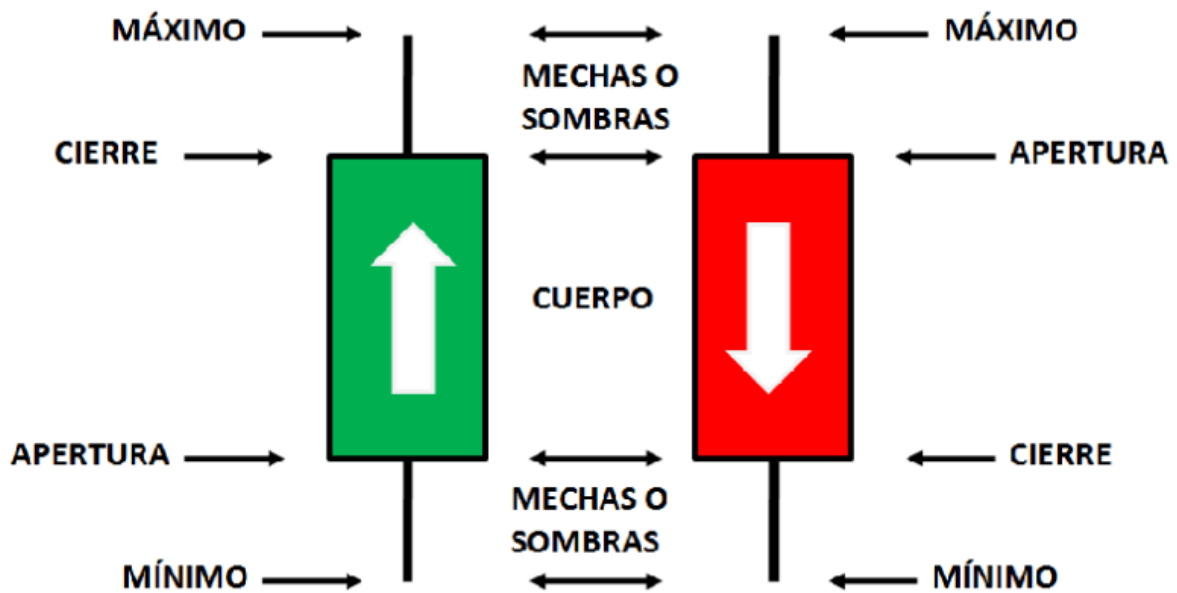 MÁXIMO
MÁXIMO
MECHAS O
SOMBRAS
CIERRE
APERTURA
CUERPO
APERTURA
CIERRE
MECHAS O
SOMBRAS
MÍNIMO
MÍNIMO